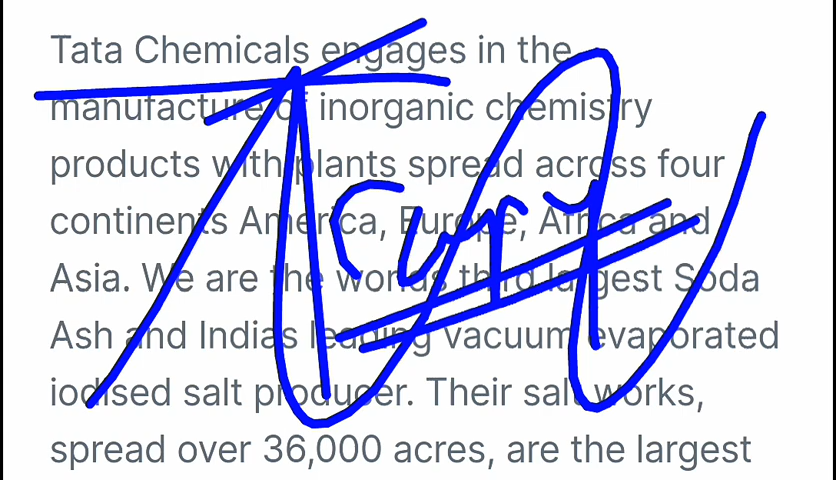 Tata Chemicals engages in the
manufacture of inorganic chemistry
products with plants spread across four
continents America, Europe, Africa and
Asia. We are the worlds third largest Soda
Ash and Indias leading vacuum evaporated
iodised salt producer. Their salt works,
spread over 36,000 acres, are the largest